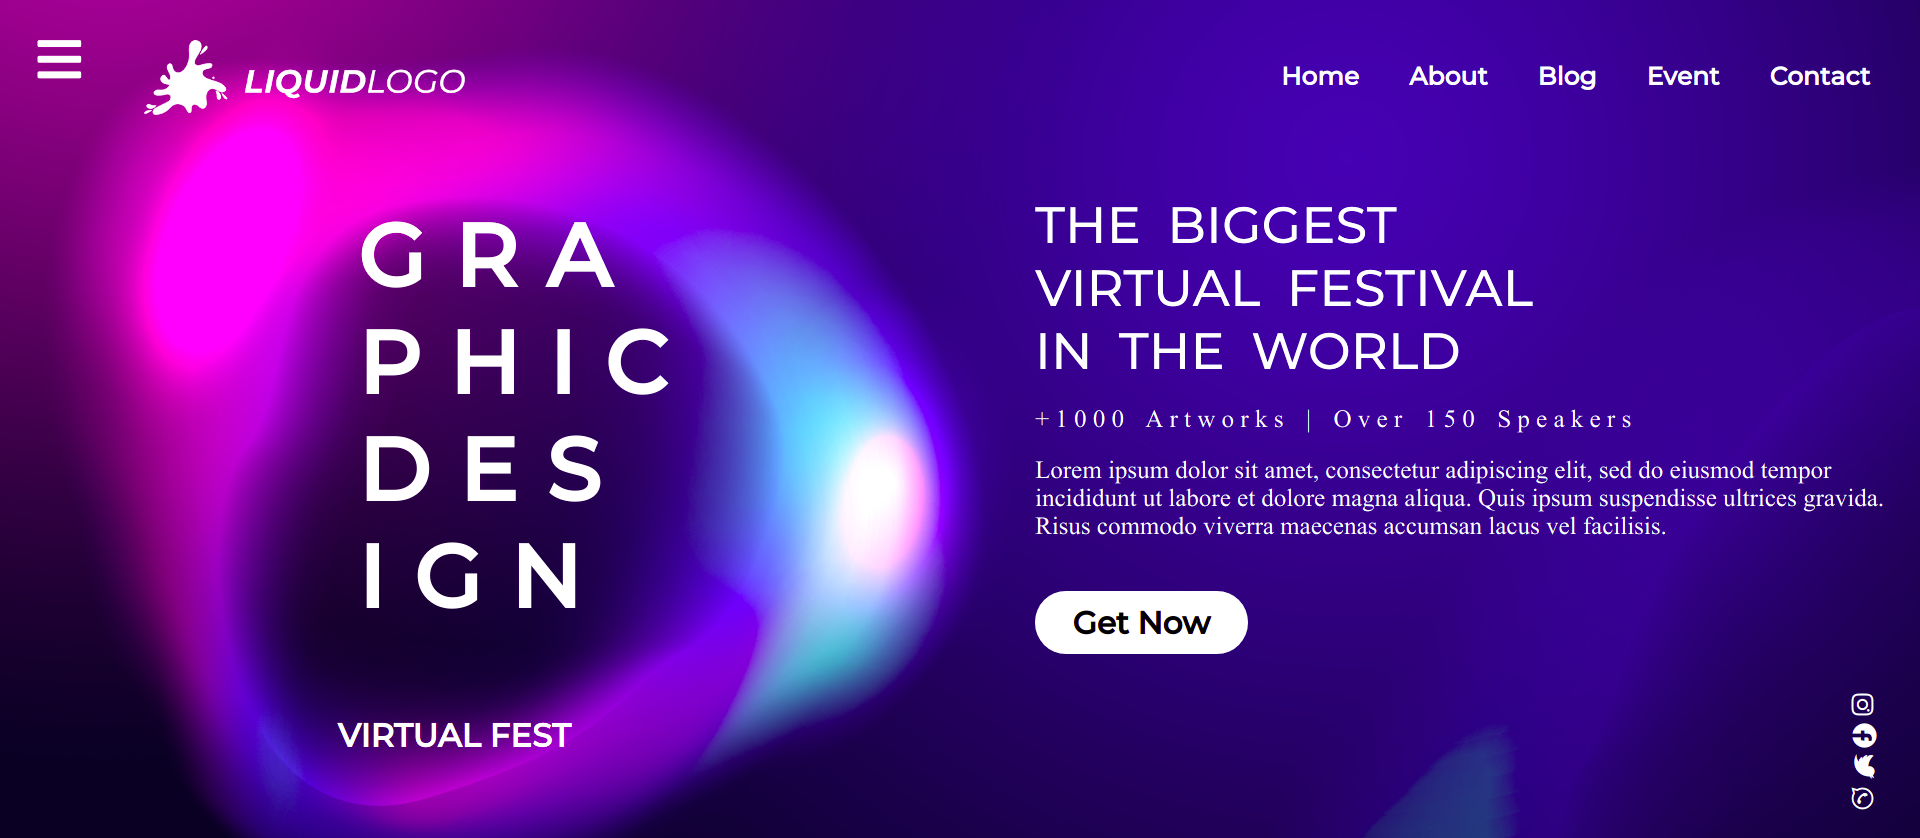 LIQUIDLOGO
Home About Blog Event Contact
GRA
PHIC
DES
IGN
VIRTUAL FEST
THE BIGGEST
VIRTUAL FESTIVAL
IN THE WORLD
+1000 Artworks | Over 150 Speakers
Lorem ipsum dolor sit amet, consectetur adipiscing elit, sed do eiusmod tempor
incididunt ut labore et dolore magna aliqua. Quis ipsum suspendisse ultrices gravida.
Risus commodo viverra maecenas accumsan lacus vel facilisis.
Get Now